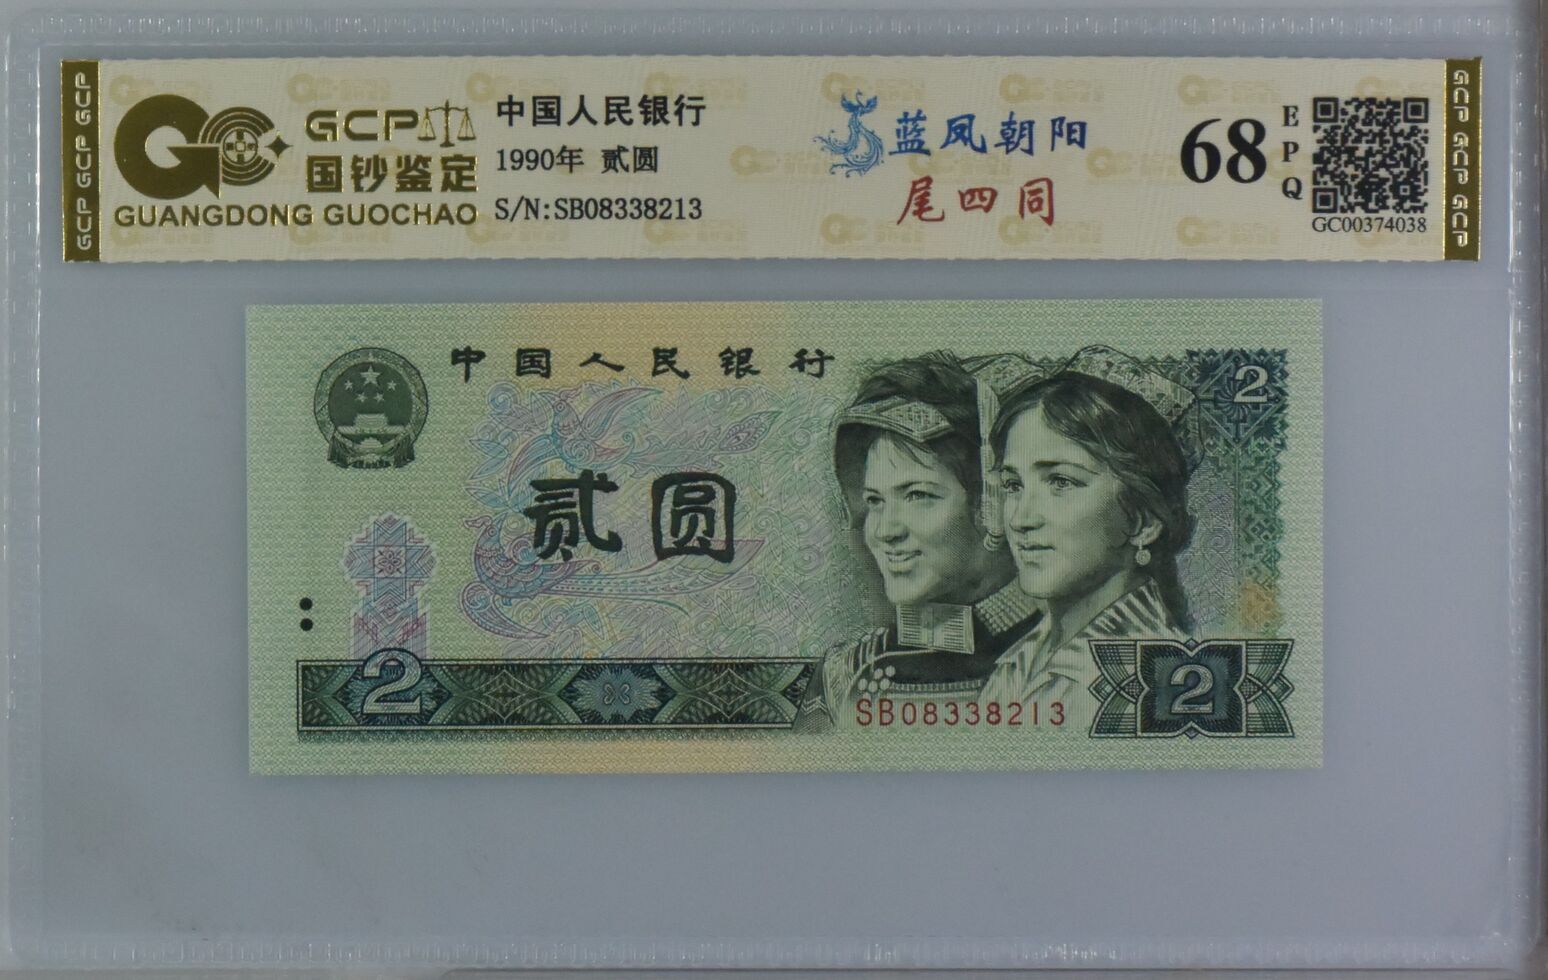 GCP GCP GCP
GCP
国钞鉴定
GUANGDONG GUOCHAO
中国人民银行
1990年 贰圆
S/N:SB08338213
蓝凤朝阳
尾四同
68
EPQ
GC00374038
GCP GCP GCP
中国人民银行
2
贰圆
2
SB08338213
2